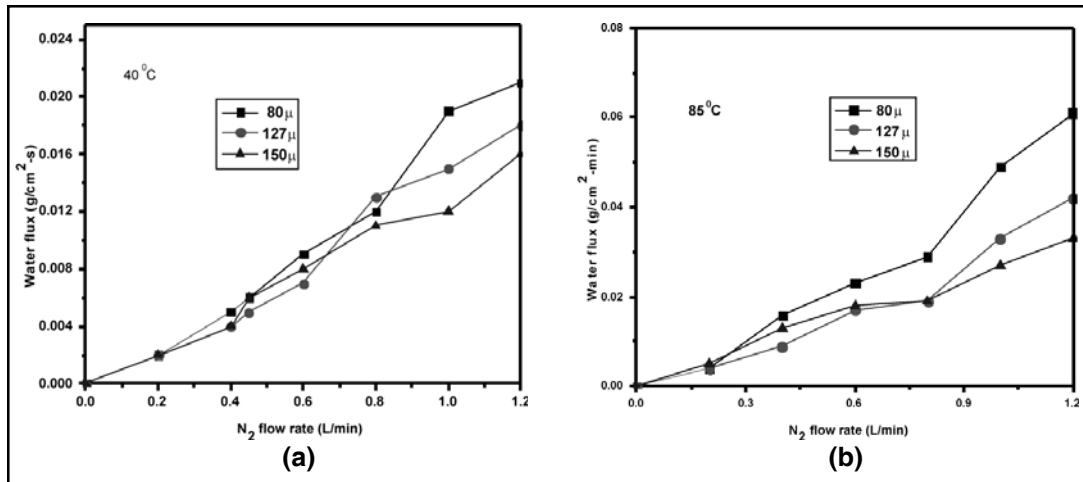 0.024
0.020
0.016
0.012
0.008
0.004
0.000
Water flux (g/cm²-s)
40 ⁰C
80µ
127µ
150µ
0.0 0.2 0.4 0.6 0.8 1.0 1.2
N₂ flow rate (L/min)
(a)
0.08
0.06
0.04
0.02
0.00
Water flux (g/cm²-min)
85⁰C
80µ
127µ
150µ
0.0 0.3 0.6 0.9 1.2
N₂ flow rate (L/min)
(b)